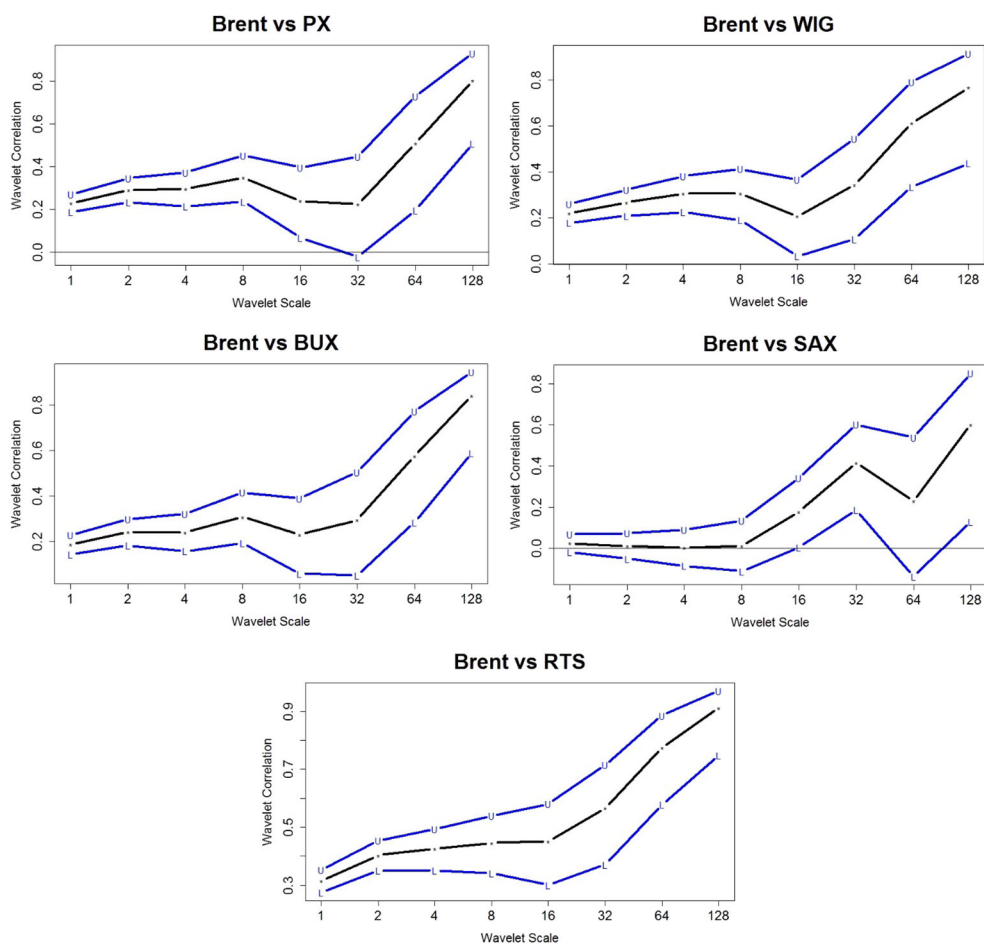 Brent vs PX
Wavelet Correlation
0.8
0.6
0.4
0.2
0.0
U U U U U U U U
L L L L L L L L
1 2 4 8 16 32 64 128
Wavelet Scale
Brent vs WIG
Wavelet Correlation
0.8
0.6
0.4
0.2
0.0
U U U U U U U U
L L L L L L L L
1 2 4 8 16 32 64 128
Wavelet Scale
Brent vs BUX
Wavelet Correlation
0.8
0.6
0.4
0.2
U U U U U U U U
L L L L L L L L
1 2 4 8 16 32 64 128
Wavelet Scale
Brent vs SAX
Wavelet Correlation
0.8
0.6
0.4
0.2
0.0
U U U U U U U U
L L L L L L L L
1 2 4 8 16 32 64 128
Wavelet Scale
Brent vs RTS
Wavelet Correlation
0.9
0.7
0.5
0.3
U U U U U U U U
L L L L L L L L
1 2 4 8 16 32 64 128
Wavelet Scale